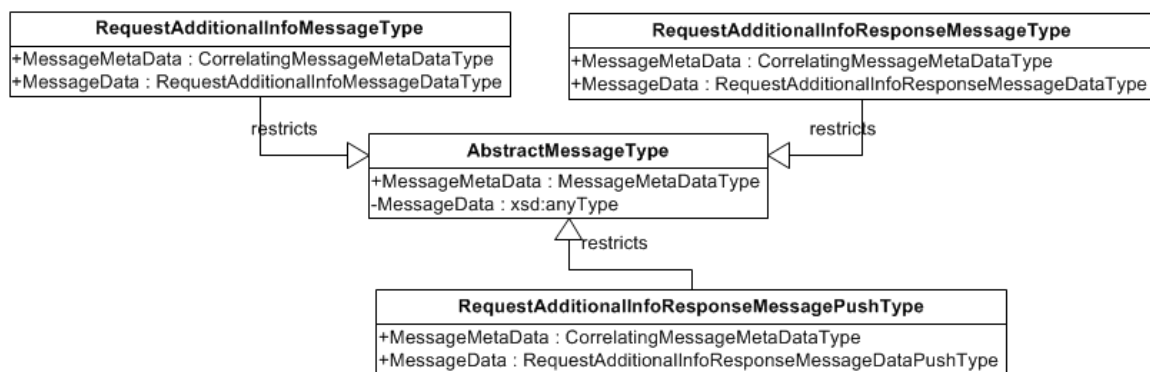 RequestAdditionalInfoMessageType
+MessageMetaData : CorrelatingMessageMetaDataType
+MessageData : RequestAdditionalInfoMessageDataType
RequestAdditionalInfoResponseMessageType
+MessageMetaData : CorrelatingMessageMetaDataType
+MessageData : RequestAdditionalInfoResponseMessageDataType
restricts
restricts
AbstractMessageType
+MessageMetaData : MessageMetaDataType
-MessageData : xsd:anyType
restricts
RequestAdditionalInfoResponseMessagePushType
+MessageMetaData : CorrelatingMessageMetaDataType
+MessageData : RequestAdditionalInfoResponseMessageDataPushType